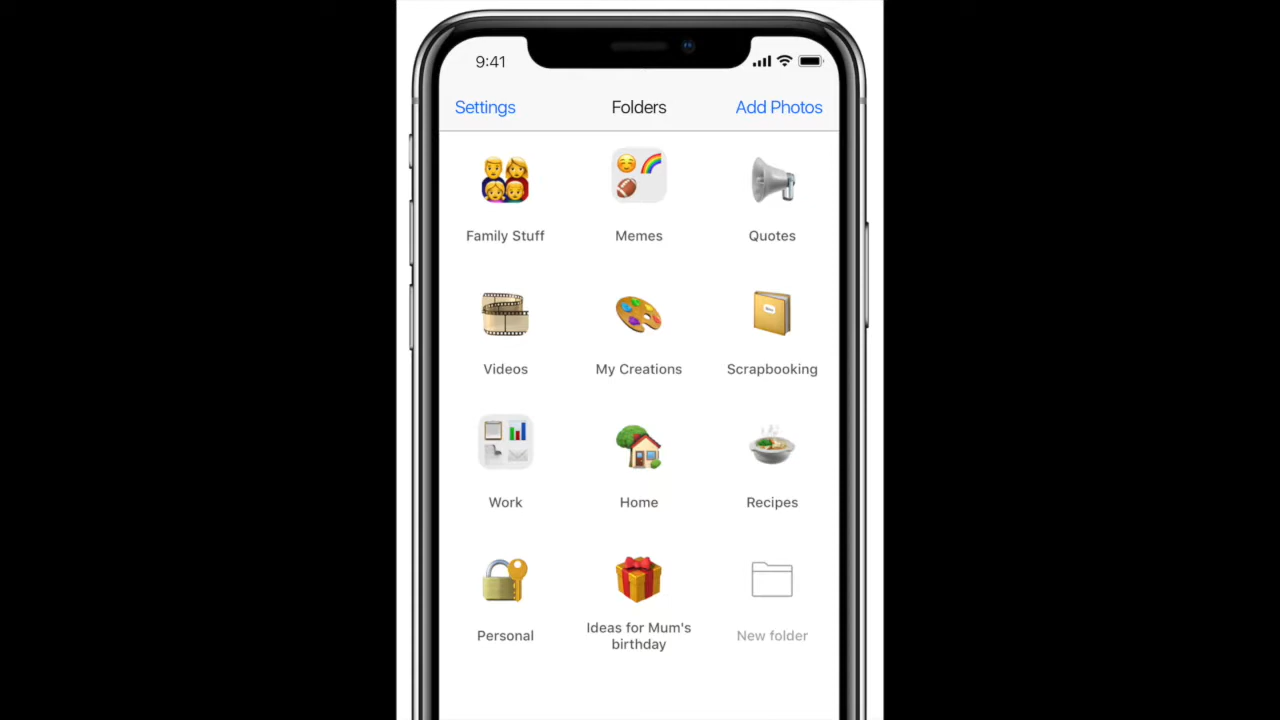 9:41
Settings
Folders
Add Photos
Family Stuff
Memes
Quotes
Videos
My Creations
Scrapbooking
Work
Home
Recipes
Personal
Ideas for Mum's
birthday
New folder